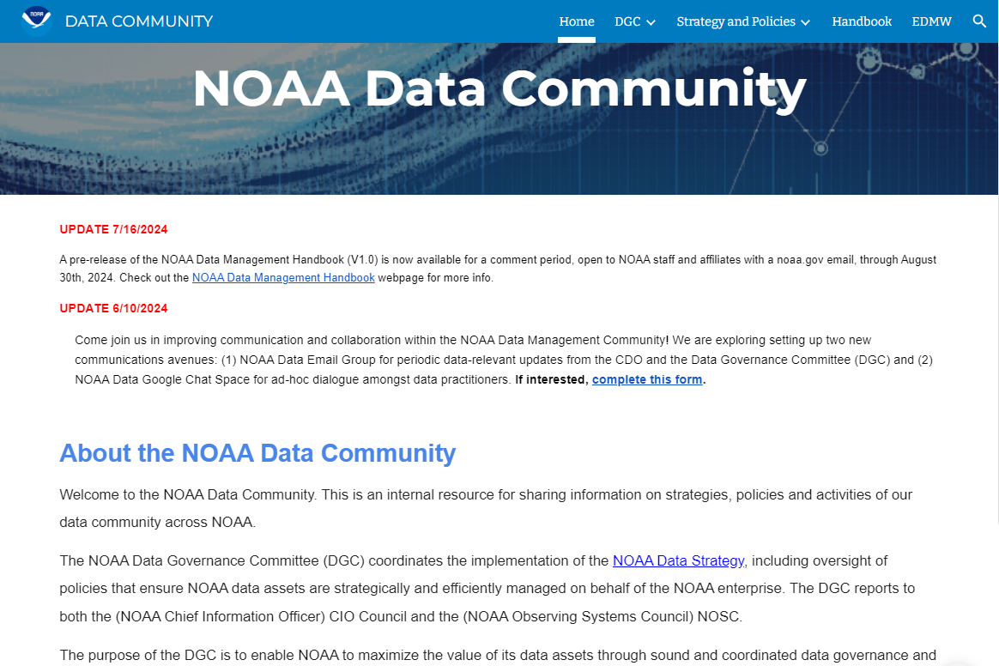 NOAA
DATA COMMUNITY
Home
DGC
Strategy and Policies
Handbook
EDMW
NOAA Data Community
UPDATE 7/16/2024
A pre-release of the NOAA Data Management Handbook (V1.0) is now available for a comment period, open to NOAA staff and affiliates with a noaa.gov email, through August
30th, 2024. Check out the NOAA Data Management Handbook webpage for more info.
UPDATE 6/10/2024
Come join us in improving communication and collaboration within the NOAA Data Management Community! We are exploring setting up two new
communications avenues: (1) NOAA Data Email Group for periodic data-relevant updates from the CDO and the Data Governance Committee (DGC) and (2)
NOAA Data Google Chat Space for ad-hoc dialogue amongst data practitioners. If interested, complete this form.
About the NOAA Data Community
Welcome to the NOAA Data Community. This is an internal resource for sharing information on strategies, policies and activities of our
data community across NOAA.
The NOAA Data Governance Committee (DGC) coordinates the implementation of the NOAA Data Strategy, including oversight of
policies that ensure NOAA data assets are strategically and efficiently managed on behalf of the NOAA enterprise. The DGC reports to
both the (NOAA Chief Information Officer) CIO Council and the (NOAA Observing Systems Council) NOSC.
The purpose of the DGC is to enable NOAA to maximize the value of its data assets through sound and coordinated data governance and